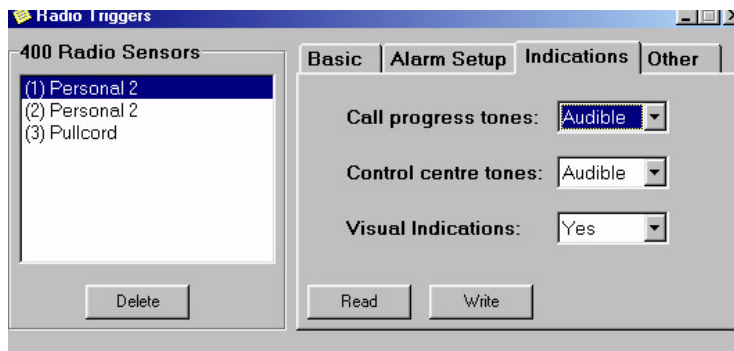 Radio Triggers
400 Radio Sensors
(1) Personal 2
(2) Personal 2
(3) Pullcord
Delete
Basic Alarm Setup Indications Other
Call progress tones: Audible
Control centre tones: Audible
Visual Indications: Yes
Read Write